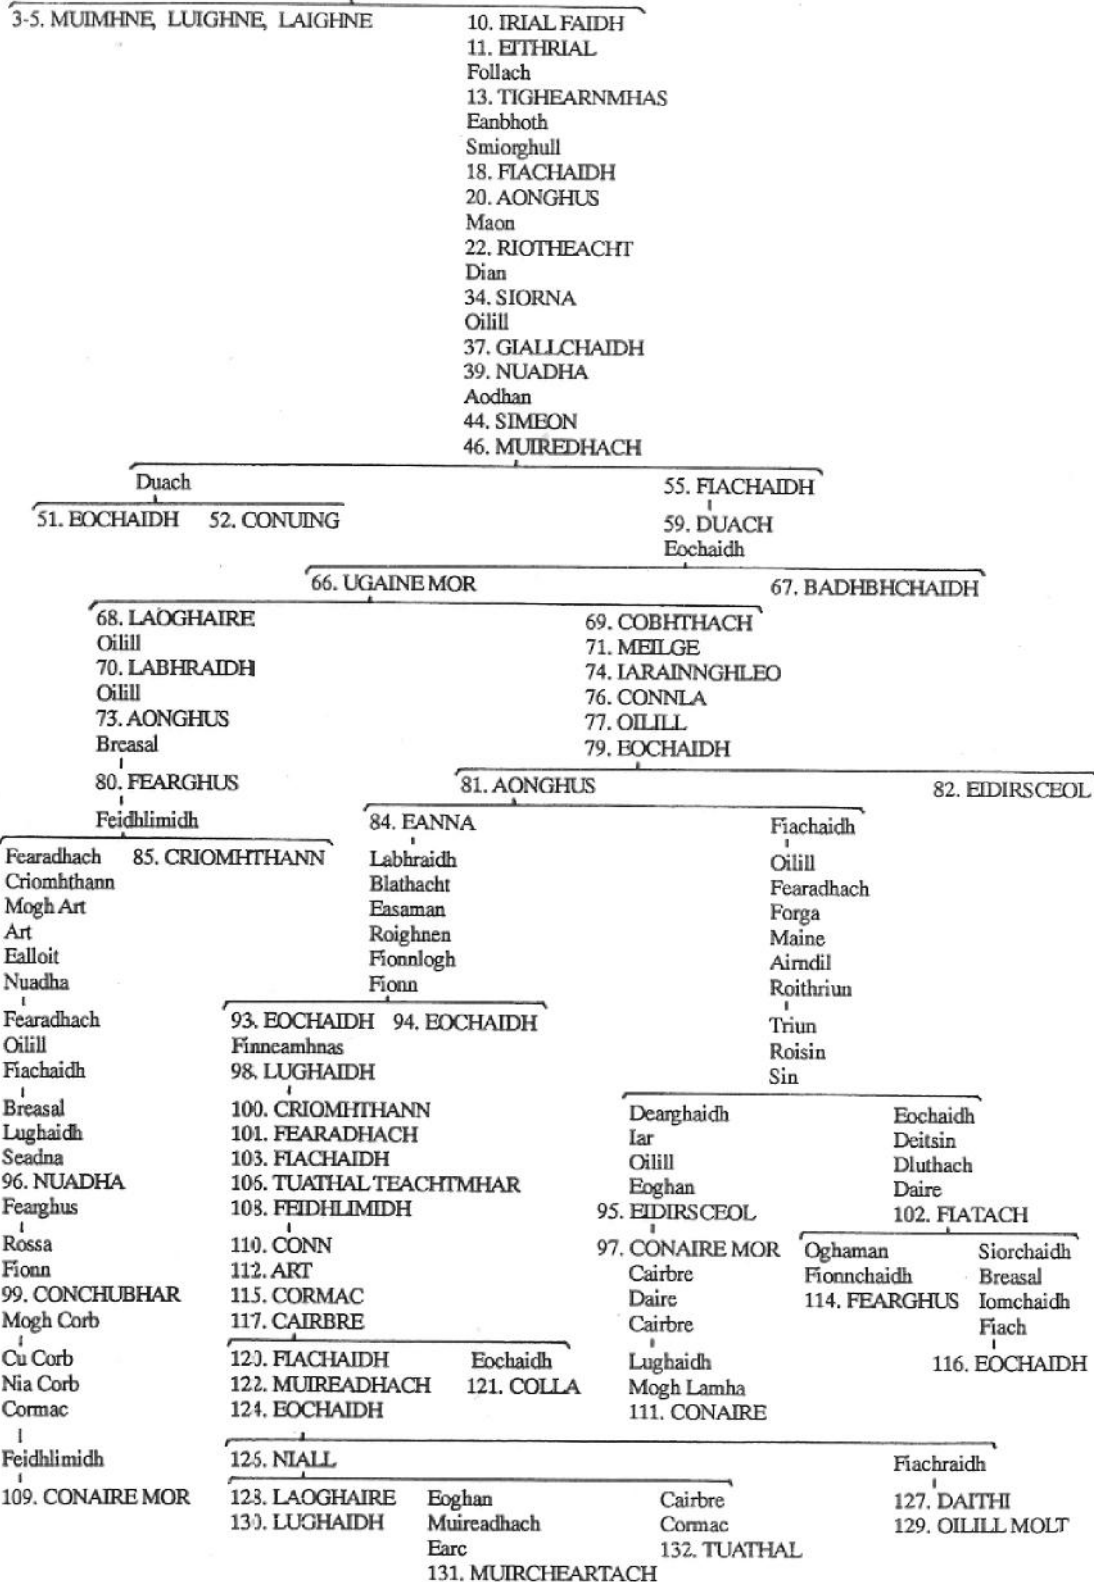 3-5. MUIMHNE, LUIGHNE, LAIGHNE
10. IRIAL FAIDH
11. EITHRIAL
Follach
13. TIGHEARNMHAS
Eanbhoth
Smiorghull
18. FIACHAIDH
20. AONGHUS
Maon
22. RIOTHEACHT
Dian
34. SIORNA
Oilill
37. GIALLCHAIDH
39. NUADHA
Aodhan
44. SIMEON
46. MUIREDHACH
Duach
51. EOCHAIDH 52. CONUING
55. FIACHAIDH
59. DUACH
Eochaidh
66. UGAINE MOR
67. BADHBHCHAIDH
68. LAOGHAIRE
Oilill
70. LABHRAIDH
Oilill
73. AONGHUS
Breasal
80. FEARGHUS
Feidhlimidh
69. COBHTHACH
71. MEILGE
74. IARAINNGHLEO
76. CONNLA
77. OILILL
79. EOCHAIDH
81. AONGHUS
82. EIDIRSCEOL
Fearadhach
Criomhthann
Mogh Art
Art
Ealloit
Nuadha
Fearadhach
Oilill
Fiachaidh
Breasal
Lughaidh
Seadna
96. NUADHA
Fearghus
Rossa
Fionn
99. CONCHUBHAR
Mogh Corb
Cu Corb
Nia Corb
Cormac
Feidhlimidh
109. CONAIRE MOR
85. CRIOMHTHANN
84. EANNA
Labhraidh
Blathacht
Easaman
Roighnen
Fionnlogh
Fionn
93. EOCHAIDH 94. EOCHAIDH
Finneamhnas
98. LUGHAIDH
100. CRIOMHTHANN
101. FEARADHACH
103. FIACHAIDH
106. TUATHAL TEACHTMHAR
108. FEIDHLIMIDH
110. CONN
112. ART
115. CORMAC
117. CAIRBRE
120. FIACHAIDH
122. MUIREADHACH
124. EOCHAIDH
Eochaidh
121. COLLA
Fiachaidh
Oilill
Fearadhach
Forga
Maine
Airndil
Roithriun
Triun
Roisin
Sin
Dearghaidh
Iar
Oilill
Eoghan
95. EIDIRSCEOL
97. CONAIRE MOR
Cairbre
Daire
Cairbre
Lughaidh
Mogh Lamha
111. CONAIRE
Eochaidh
Deitsin
Dluthach
Daire
102. FIATACH
Oghaman
Fionnchaidh
114. FEARGHUS
Siorchaidh
Breasal
Iomchaidh
Fiach
116. EOCHAIDH
126. NIALL
128. LAOGHAIRE
130. LUGHAIDH
Eoghan
Muireadhach
Earc
131. MUIRCHEARTACH
Cairbre
Cormac
132. TUATHAL
Fiachraidh
127. DAITHI
129. OILILL MOLT